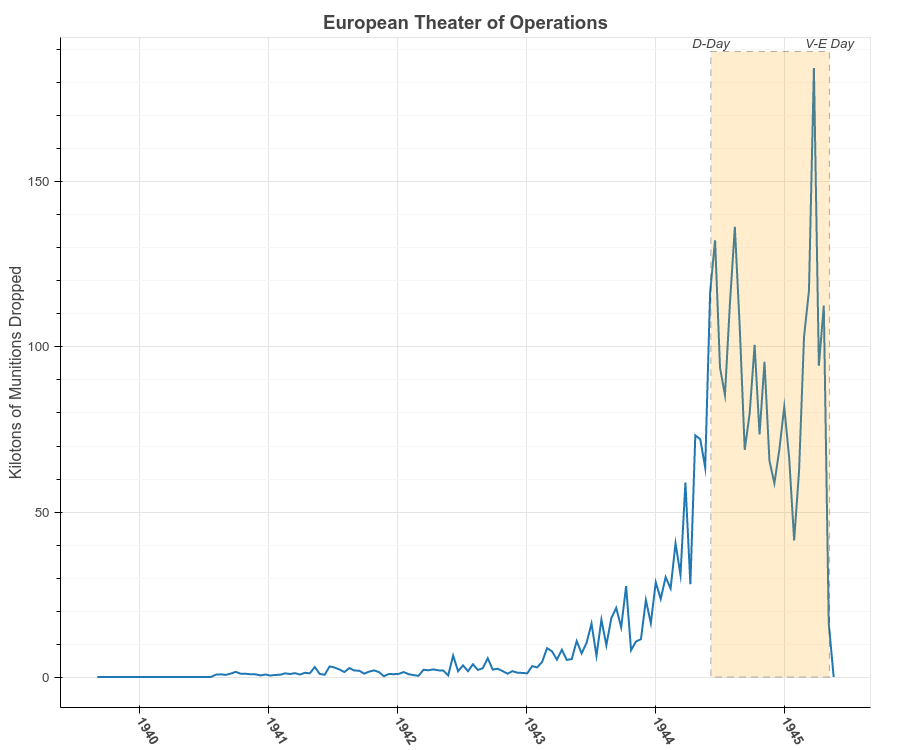 European Theater of Operations
D-Day
V-E Day
Kilotons of Munitions Dropped
150
100
50
0
1940
1941
1942
1943
1944
1945